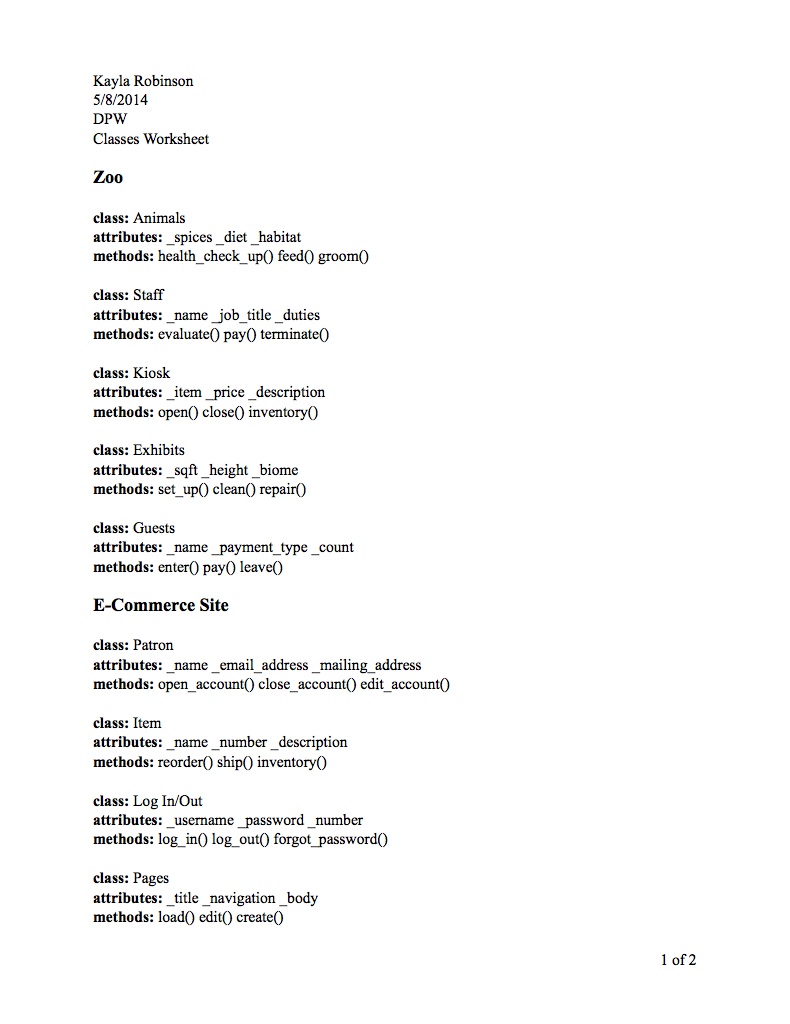 Kayla Robinson
5/8/2014
DPW
Classes Worksheet
Zoo
class: Animals
attributes: _spices _diet _habitat
methods: health_check_up() feed() groom()
class: Staff
attributes: _name _job_title _duties
methods: evaluate() pay() terminate()
class: Kiosk
attributes: _item _price _description
methods: open() close() inventory()
class: Exhibits
attributes: _sqft _height _biome
methods: set_up() clean() repair()
class: Guests
attributes: _name _payment_type _count
methods: enter() pay() leave()
E-Commerce Site
class: Patron
attributes: _name _email_address _mailing_address
methods: open_account() close_account() edit_account()
class: Item
attributes: _name _number _description
methods: reorder() ship() inventory()
class: Log In/Out
attributes: _username _password _number
methods: log_in() log_out() forgot_password()
class: Pages
attributes: _title _navigation _body
methods: load() edit() create()
1 of 2